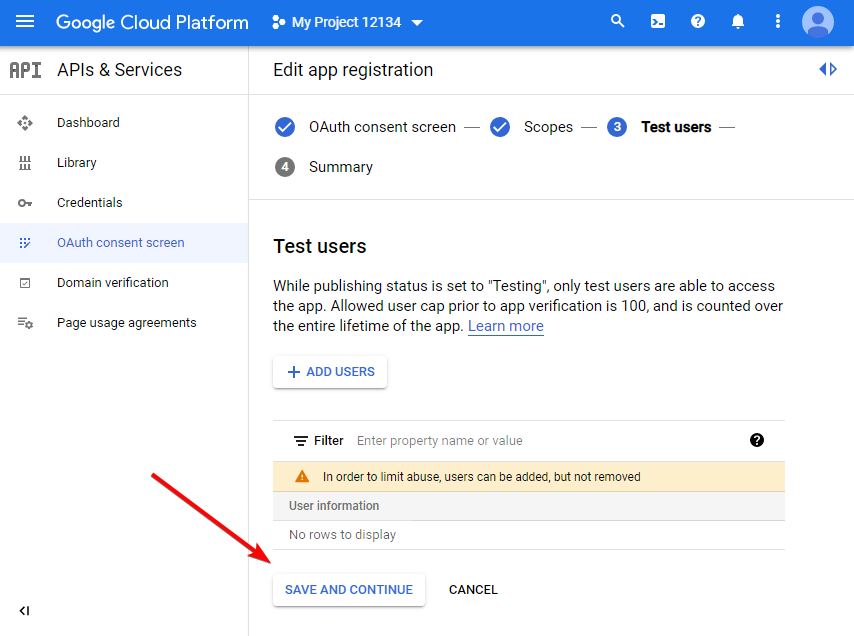 Google Cloud Platform
My Project 12134
API APIs & Services
Edit app registration
Dashboard
Library
Credentials
OAuth consent screen
Domain verification
Page usage agreements
OAuth consent screen — Scopes — 3 Test users —
4 Summary
Test users
While publishing status is set to "Testing", only test users are able to access
the app. Allowed user cap prior to app verification is 100, and is counted over
the entire lifetime of the app. Learn more
+ ADD USERS
Filter Enter property name or value
In order to limit abuse, users can be added, but not removed
User information
No rows to display
SAVE AND CONTINUE CANCEL